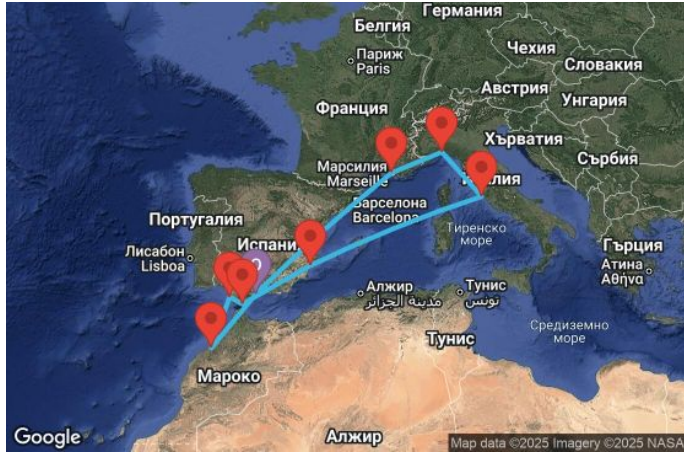 Германия
Белгия
Париж
Paris
Чехия
Словакия
Австрия
Унгария
Франция
Хърватия
Сърбия
Марсилия
Marseille
Италия
Барселона
Barcelona
Португалия
Испания
Тиренско
море
Лисабон
Lisboa
Гърция
Атина
Αθήνα
Алжир
مدينة الجزائر
Тунис
تونس
Средиземно
море
Тунис
Мароко
Алжир
Google
Map data ©2025 Imagery ©2025 NASA